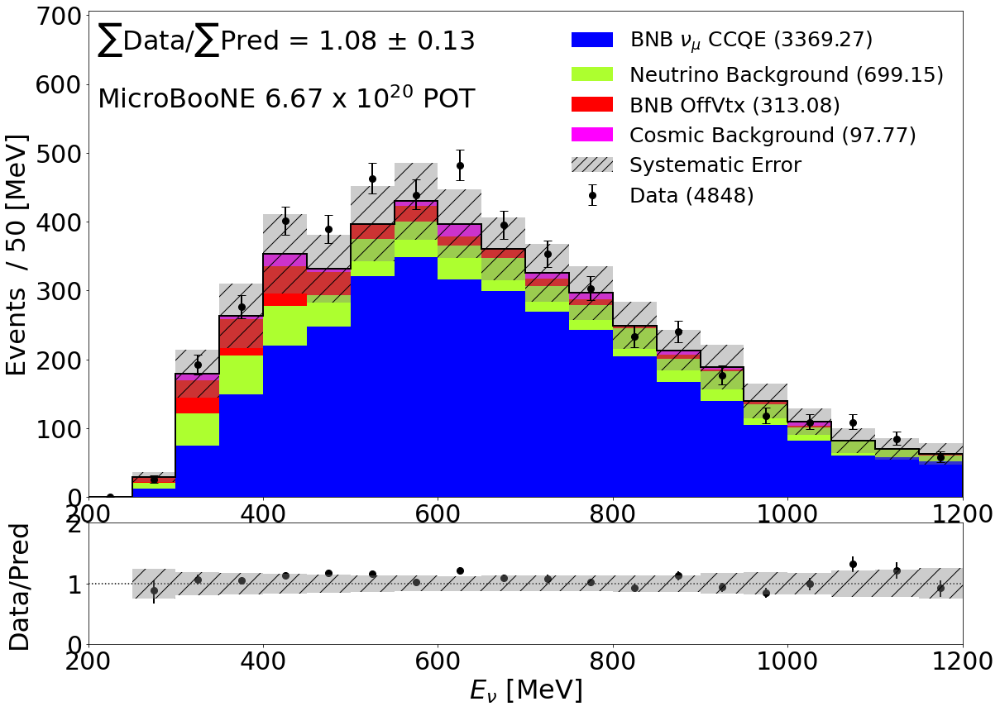 ∑Data/∑Pred = 1.08 ± 0.13
MicroBooNE 6.67 x 10²⁰ POT
BNB νμ CCQE (3369.27)
Neutrino Background (699.15)
BNB OffVtx (313.08)
Cosmic Background (97.77)
Systematic Error
Data (4848)
Events / 50 [MeV]
700
600
500
400
300
200
100
0
200 400 600 800 1000 1200
Data/Pred
2
1
0
200 400 600 800 1000 1200
Eν [MeV]